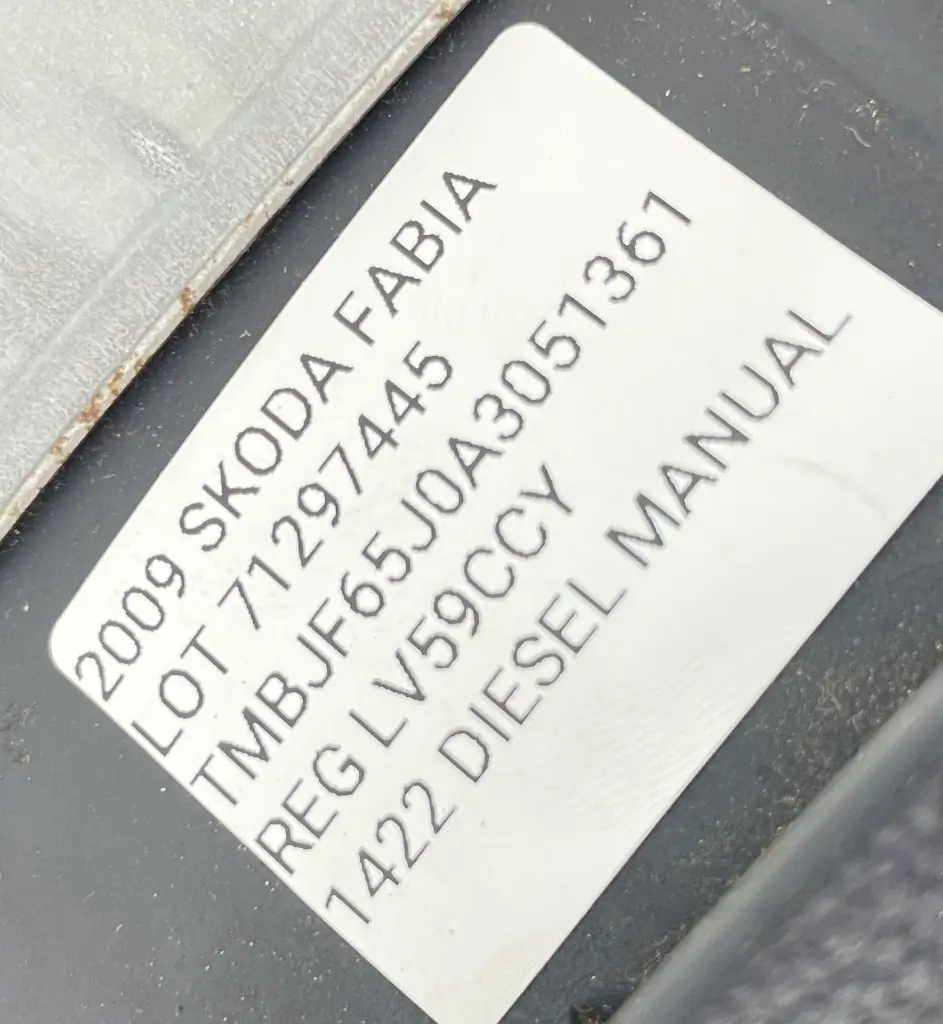 2009 SKODA FABIA
LOT 71297445
TMBJF65J0A3051361
REG LV59CCY
1422 DIESEL MANUAL